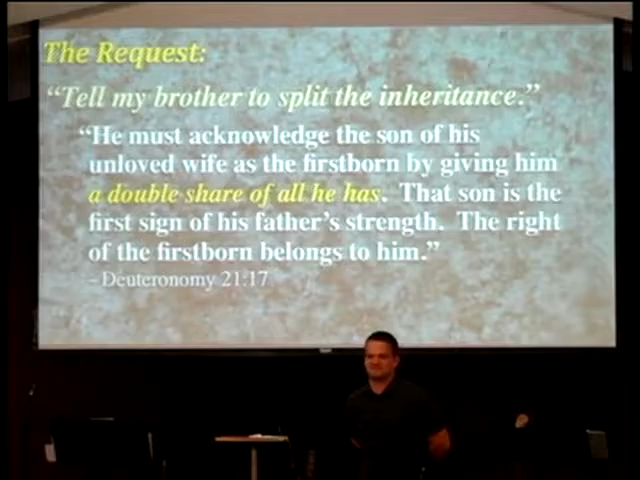 The Request:
“Tell my brother to split the inheritance.”
“He must acknowledge the son of his
unloved wife as the firstborn by giving him
a double share of all he has. That son is the
first sign of his father’s strength. The right
of the firstborn belongs to him.”
– Deuteronomy 21:17